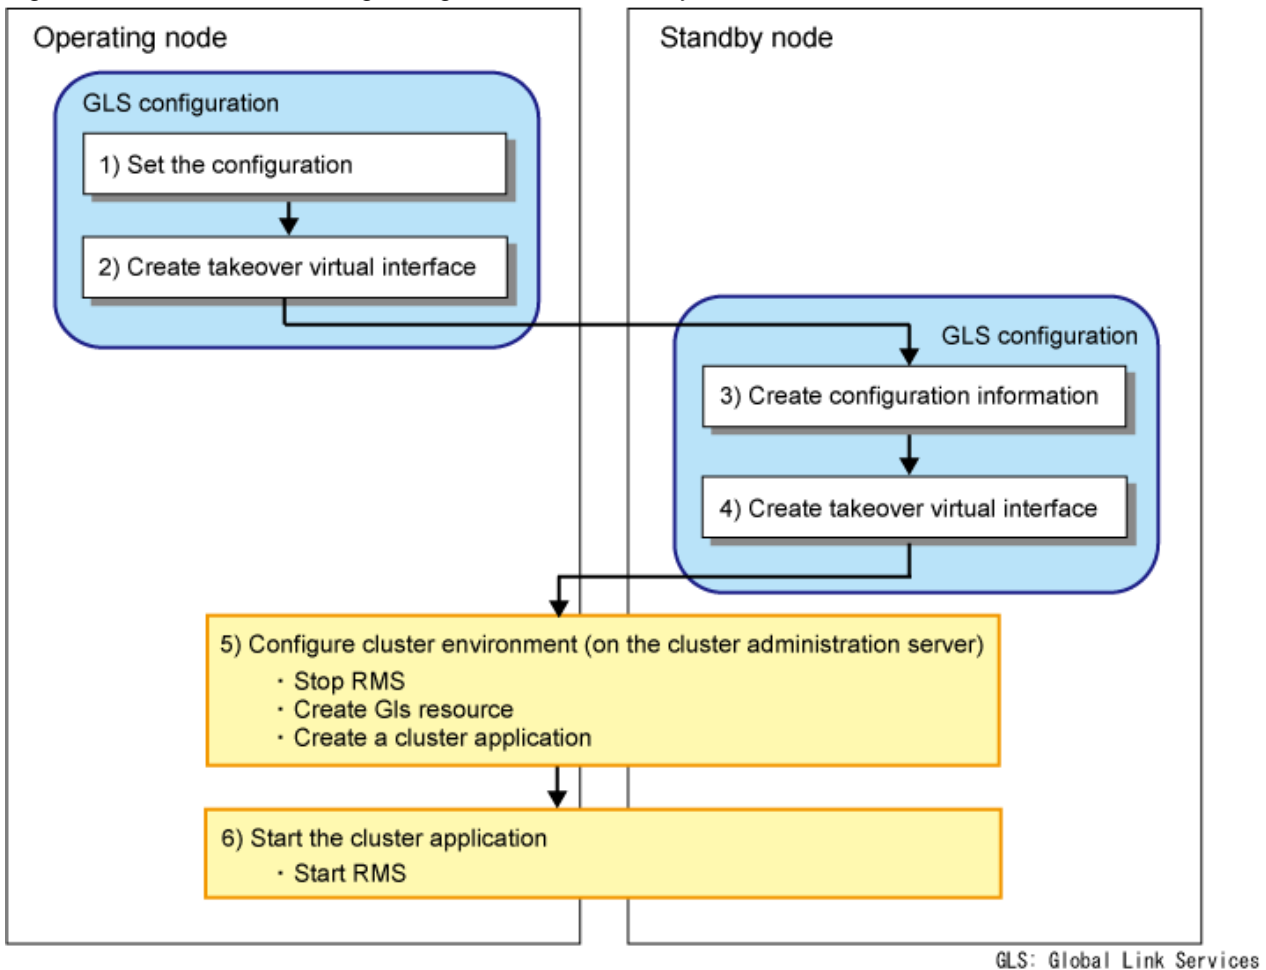 Operating node
Standby node
GLS configuration
1) Set the configuration
2) Create takeover virtual interface
GLS configuration
3) Create configuration information
4) Create takeover virtual interface
5) Configure cluster environment (on the cluster administration server)
・Stop RMS
・Create Gls resource
・Create a cluster application
6) Start the cluster application
・Start RMS
GLS: Global Link Services